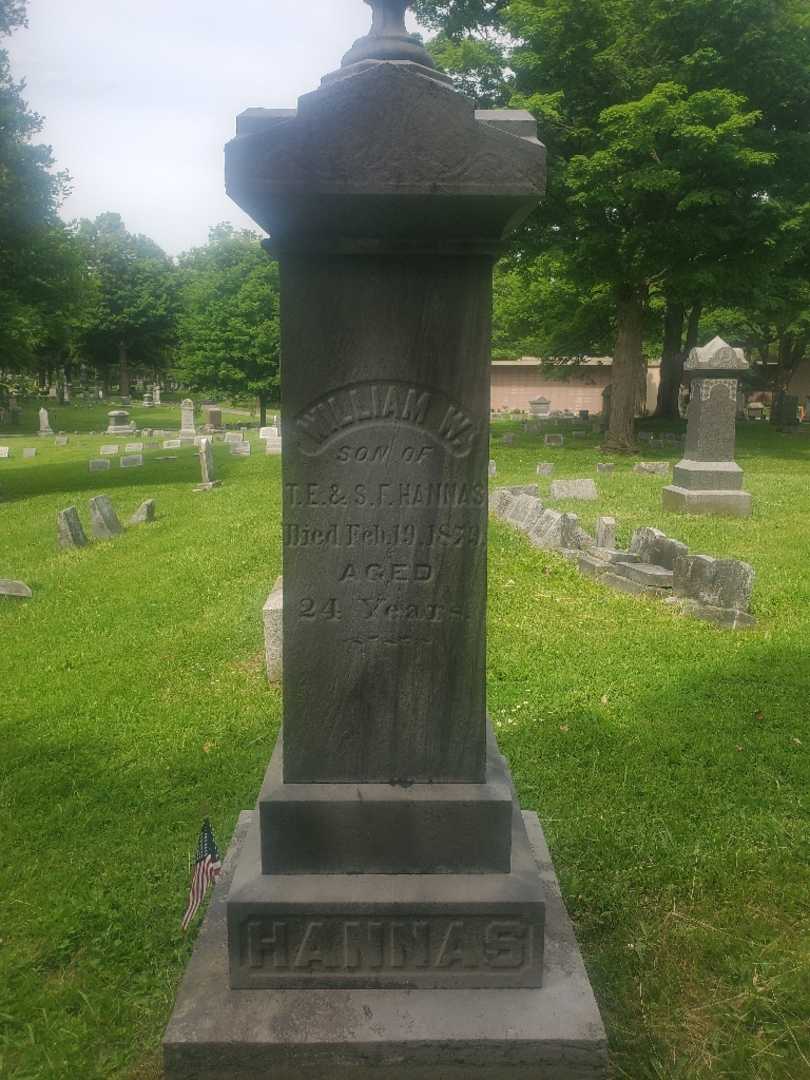 WILLIAM W.
SON OF
T.E. & S.F. HANNAS
Died Feb. 19. 1879.
AGED
24 Years.
HANNAS